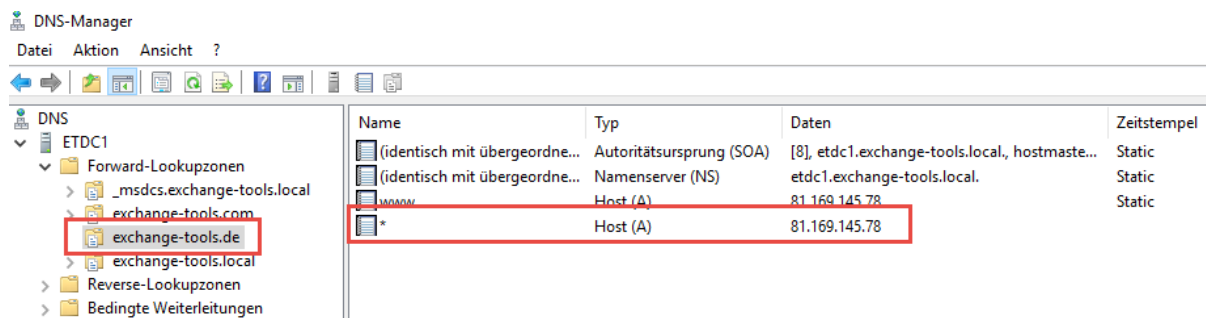 DNS-Manager
Datei Aktion Ansicht ?
DNS
ETDC1
Forward-Lookupzonen
_msdcs.exchange-tools.local
exchange-tools.com
exchange-tools.de
exchange-tools.local
Reverse-Lookupzonen
Bedingte Weiterleitungen
Name Typ Daten Zeitstempel
(identisch mit übergeordne... Autoritätsursprung (SOA) [8], etdc1.exchange-tools.local., hostmaste... Static
(identisch mit übergeordne... Namenserver (NS) etdc1.exchange-tools.local. Static
www Host (A) 81.169.145.78 Static
* Host (A) 81.169.145.78